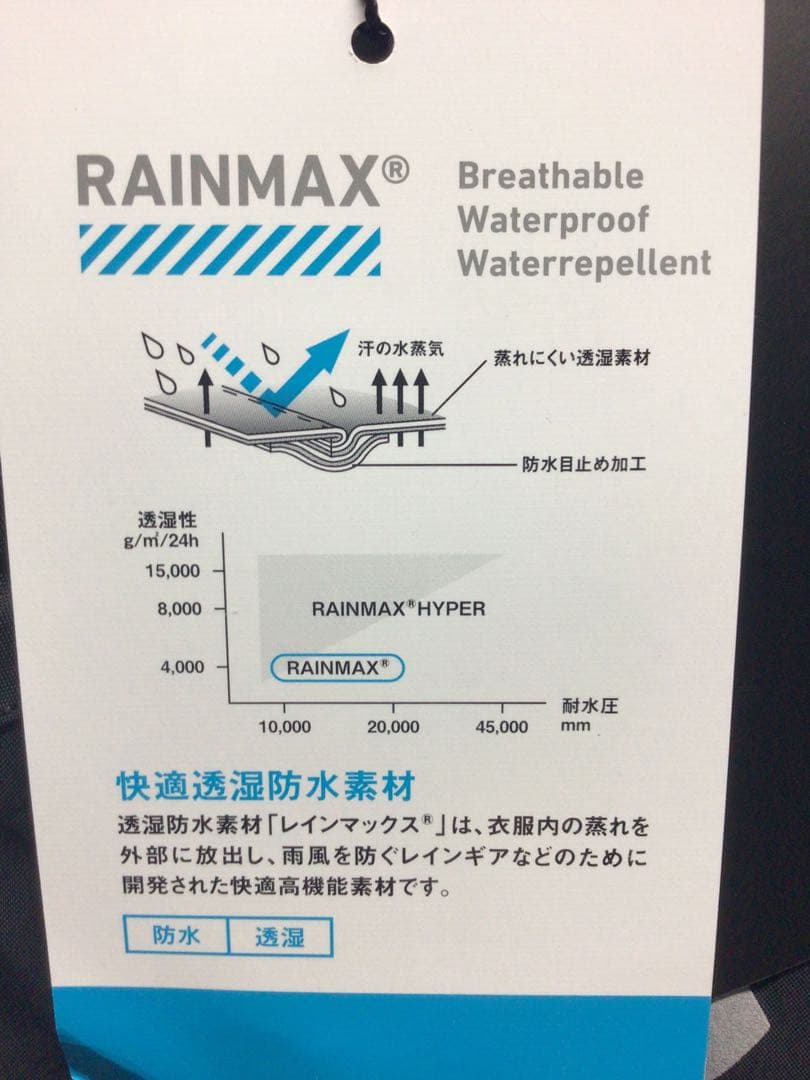 RAINMAX®
Breathable
Waterproof
Waterrepellent
汗の水蒸気
蒸れにくい透湿素材
防水目止め加工
透湿性
g/㎡/24h
15,000
8,000
4,000
RAINMAX®HYPER
RAINMAX®
10,000
20,000
45,000
耐水圧
mm
快適透湿防水素材
透湿防水素材「レインマックス®」は、衣服内の蒸れを
外部に放出し、雨風を防ぐレインギアなどのために
開発された快適高機能素材です。
防水
透湿